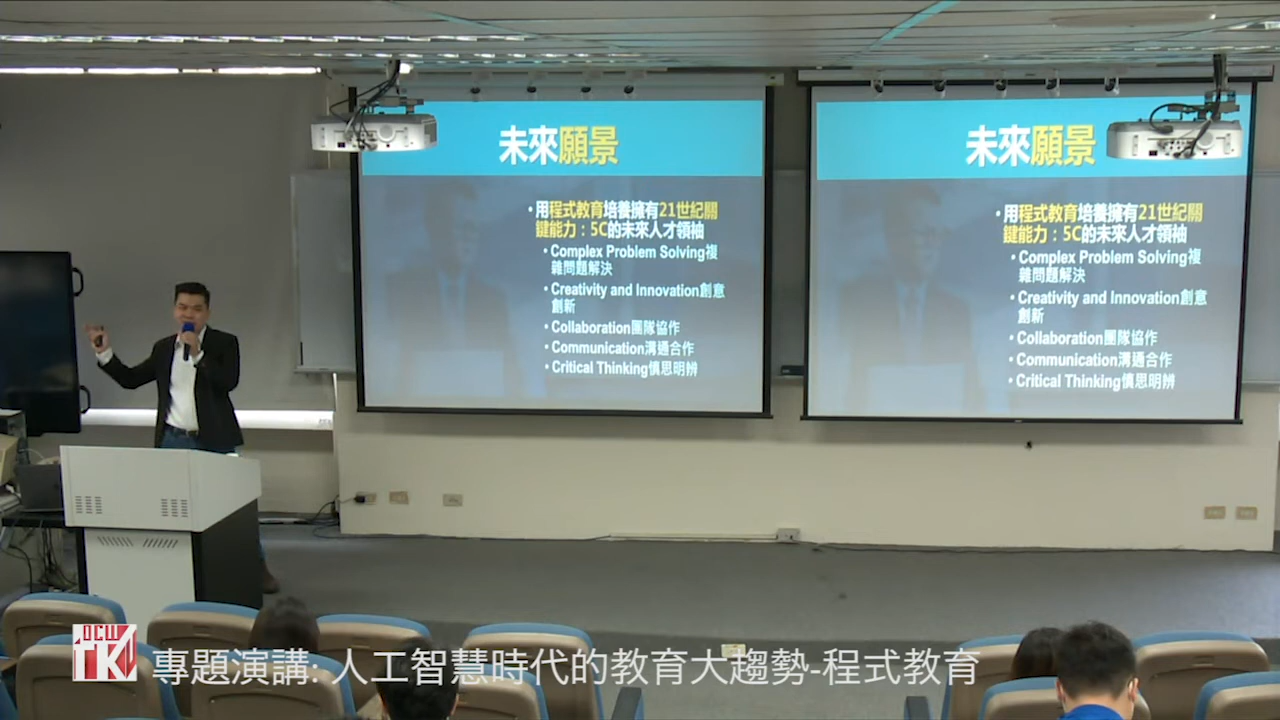 未來願景
•用程式教育培養擁有21世紀關
鍵能力：5C的未來人才領袖
•Complex Problem Solving複
雜問題解決
•Creativity and Innovation創意
創新
•Collaboration團隊協作
•Communication溝通合作
•Critical Thinking慎思明辨
未來願景
•用程式教育培養擁有21世紀關
鍵能力：5C的未來人才領袖
•Complex Problem Solving複
雜問題解決
•Creativity and Innovation創意
創新
•Collaboration團隊協作
•Communication溝通合作
•Critical Thinking慎思明辨
OCW
TKU
專題演講: 人工智慧時代的教育大趨勢-程式教育